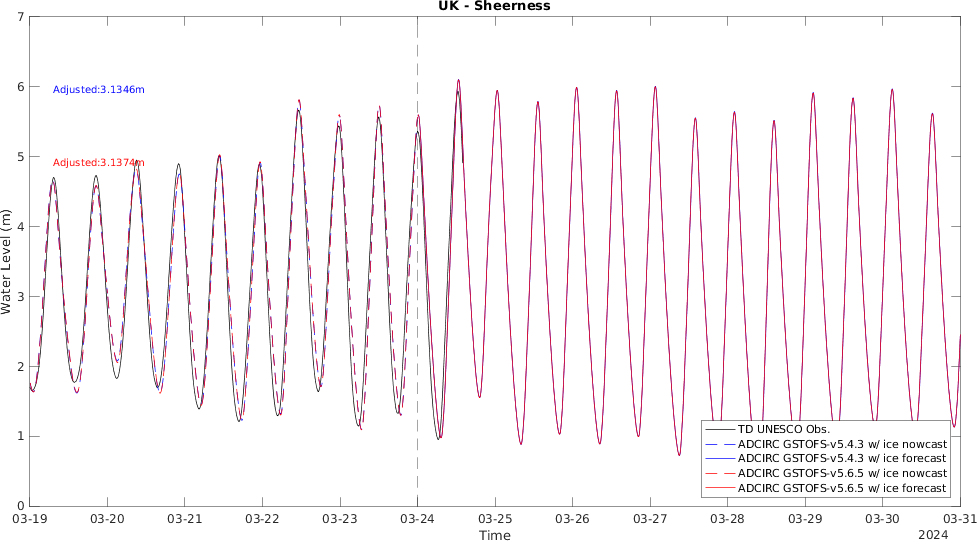 UK - Sheerness
7
6
5
4
3
2
1
0
Water Level (m)
Adjusted:3.1346m
Adjusted:3.1374m
TD UNESCO Obs.
ADCIRC GSTOFS-v5.4.3 w/ ice nowcast
ADCIRC GSTOFS-v5.4.3 w/ ice forecast
ADCIRC GSTOFS-v5.6.5 w/ ice nowcast
ADCIRC GSTOFS-v5.6.5 w/ ice forecast
03-19 03-20 03-21 03-22 03-23 03-24 03-25 03-26 03-27 03-28 03-29 03-30 03-31
Time
2024